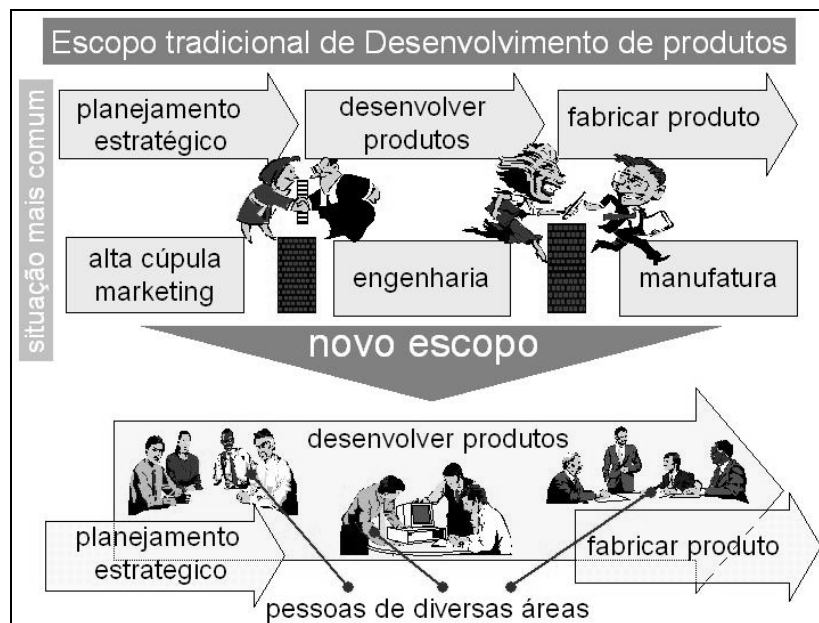 Escopo tradicional de Desenvolvimento de produtos
situação mais comum
planejamento
estratégico
desenvolver
produtos
fabricar produto
alta cúpula
marketing
engenharia
manufatura
novo escopo
desenvolver produtos
planejamento
estrategico
fabricar produto
pessoas de diversas áreas